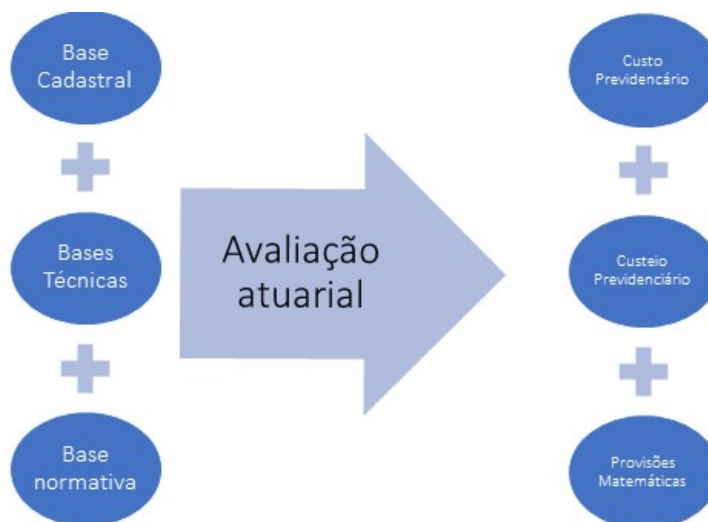 Base
Cadastral
Bases
Técnicas
Base
normativa
Avaliação
atuarial
Custo
Previdencário
Custeio
Previdenciário
Provisões
Matemáticas